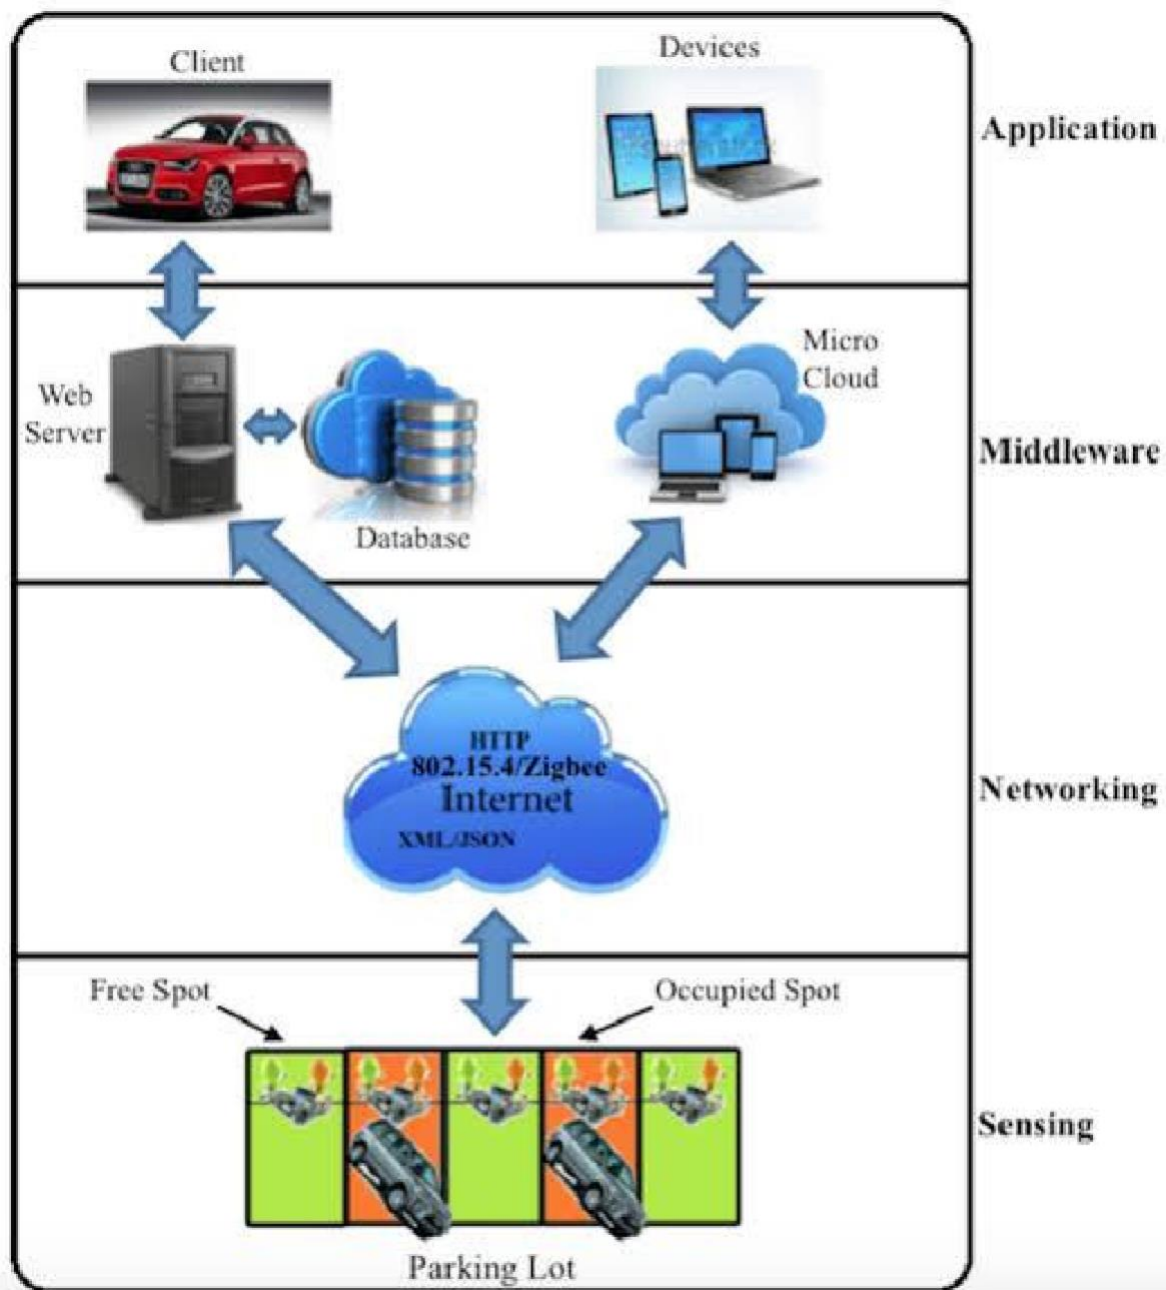 Client
Devices
Application
Web
Server
Database
Micro
Cloud
Middleware
HTTP
802.15.4/Zigbee
Internet
XML/JSON
Networking
Free Spot
Occupied Spot
Sensing
Parking Lot